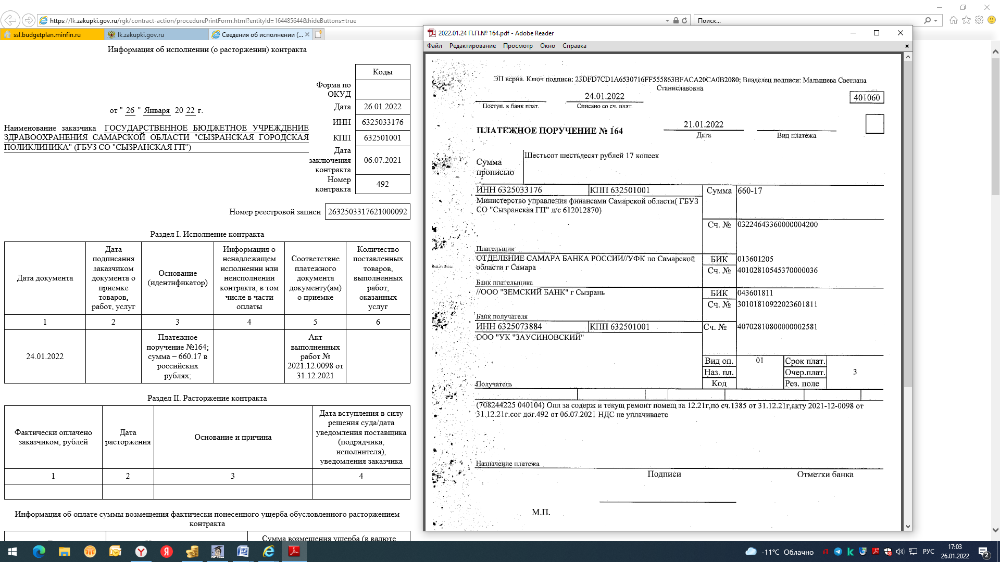 https://lk.zakupki.gov.ru/rgk/contract-action/procedurePrintForm.html?entityId=164485644&hideButtons=true
Поиск...
ssl.budgetplan.minfin.ru
lk.zakupki.gov.ru
Сведения об исполнении (...
Информация об исполнении (о расторжении) контракта
Коды
Форма по
ОКУД
от " 26 " Января 20 22 г.
Дата 26.01.2022
ИНН 6325033176
Наименование заказчика ГОСУДАРСТВЕННОЕ БЮДЖЕТНОЕ УЧРЕЖДЕНИЕ
ЗДРАВООХРАНЕНИЯ САМАРСКОЙ ОБЛАСТИ "СЫЗРАНСКАЯ ГОРОДСКАЯ
ПОЛИКЛИНИКА" (ГБУЗ СО "СЫЗРАНСКАЯ ГП")
КПП 632501001
Дата
заключения
контракта
06.07.2021
Номер
контракта
492
Номер реестровой записи 2632503317621000092
Раздел I. Исполнение контракта
Дата документа
Дата
подписания
заказчиком
документа о
приемке
товаров,
работ, услуг
Основание
(идентификатор)
Информация о
ненадлежащем
исполнении или
неисполнении
контракта, в том
числе в части
оплаты
Соответствие
платежного
документа
документу(ам)
о приемке
Количество
поставленных
товаров,
выполненных
работ,
оказанных
услуг
1 2 3 4 5 6
24.01.2022
Платежное
поручение №164;
сумма – 660.17 в
российских
рублях;
Акт
выполненных
работ №
2021.12.0098 от
31.12.2021
Раздел II. Расторжение контракта
Фактически оплачено
заказчиком, рублей
Дата
расторжения
Основание и причина
Дата вступления в силу
решения суда/дата
уведомления поставщика
(подрядчика,
исполнителя),
уведомления заказчика
1 2 3 4
Информация об оплате суммы возмещения фактически понесенного ущерба обусловленного расторжением
контракта
Сумма возмещения ущерба (в валюте
2022.01.24 П.П.№ 164.pdf - Adobe Reader
Файл Редактирование Просмотр Окно Справка
ЭП верна. Ключ подписи: 23DFD7CD1A6530716FF555863BFACA20CA0B2080; Владелец подписи: Малышева Светлана
Станиславовна
24.01.2022
401060
Поступ. в банк плат. Списано со сч. плат.
ПЛАТЕЖНОЕ ПОРУЧЕНИЕ № 164
21.01.2022
Дата Вид платежа
Сумма
прописью
Шестьсот шестьдесят рублей 17 копеек
ИНН 6325033176 КПП 632501001 Сумма 660-17
Министерство управления финансами Самарской области( ГБУЗ
СО "Сызранская ГП" л/с 612012870)
Сч. № 03224643360000004200
Плательщик
ОТДЕЛЕНИЕ САМАРА БАНКА РОССИИ//УФК по Самарской
области г Самара
БИК 013601205
Сч. № 40102810545370000036
Банк плательщика
//ООО "ЗЕМСКИЙ БАНК" г Сызрань БИК 043601811
Сч. № 30101810922023601811
Банк получателя
ИНН 6325073884 КПП 632501001 Сч. № 40702810800000002581
ООО "УК "ЗАУСИНОВСКИЙ"
Вид оп. 01 Срок плат.
Наз. пл. Очер.плат. 3
Получатель Код Рез. поле
(708244225 040104) Опл за содерж и текущ ремонт помещ за 12.21г,по сч.1385 от 31.12.21г,акту 2021-12-0098 от
31.12.21г.сог дог.492 от 06.07.2021 НДС не уплачиваетс
Назначение платежа
Подписи Отметки банка
М.П.
-11°C Облачно
РУС
17:03
26.01.2022
2